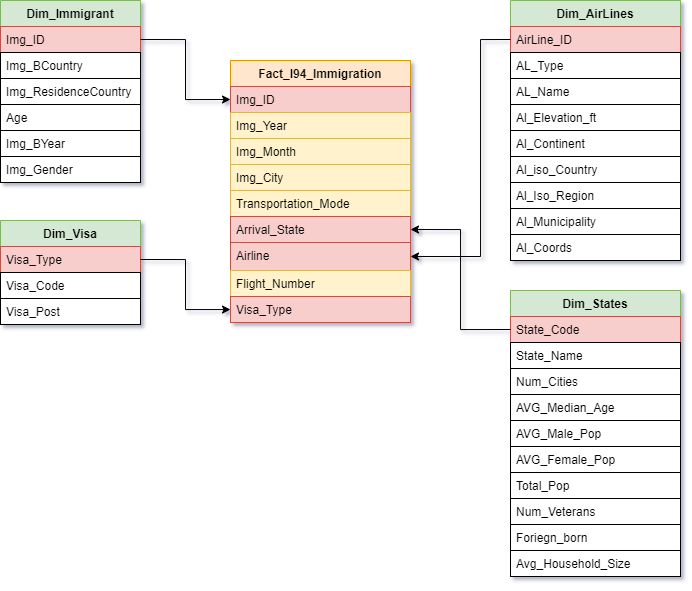 Dim_Immigrant
Img_ID
Img_BCountry
Img_ResidenceCountry
Age
Img_BYear
Img_Gender
Dim_Visa
Visa_Type
Visa_Code
Visa_Post
Fact_I94_Immigration
Img_ID
Img_Year
Img_Month
Img_City
Transportation_Mode
Arrival_State
Airline
Flight_Number
Visa_Type
Dim_AirLines
AirLine_ID
AL_Type
AL_Name
Al_Elevation_ft
Al_Continent
Al_iso_Country
Al_Iso_Region
Al_Municipality
Al_Coords
Dim_States
State_Code
State_Name
Num_Cities
AVG_Median_Age
AVG_Male_Pop
AVG_Female_Pop
Total_Pop
Num_Veterans
Foriegn_born
Avg_Household_Size